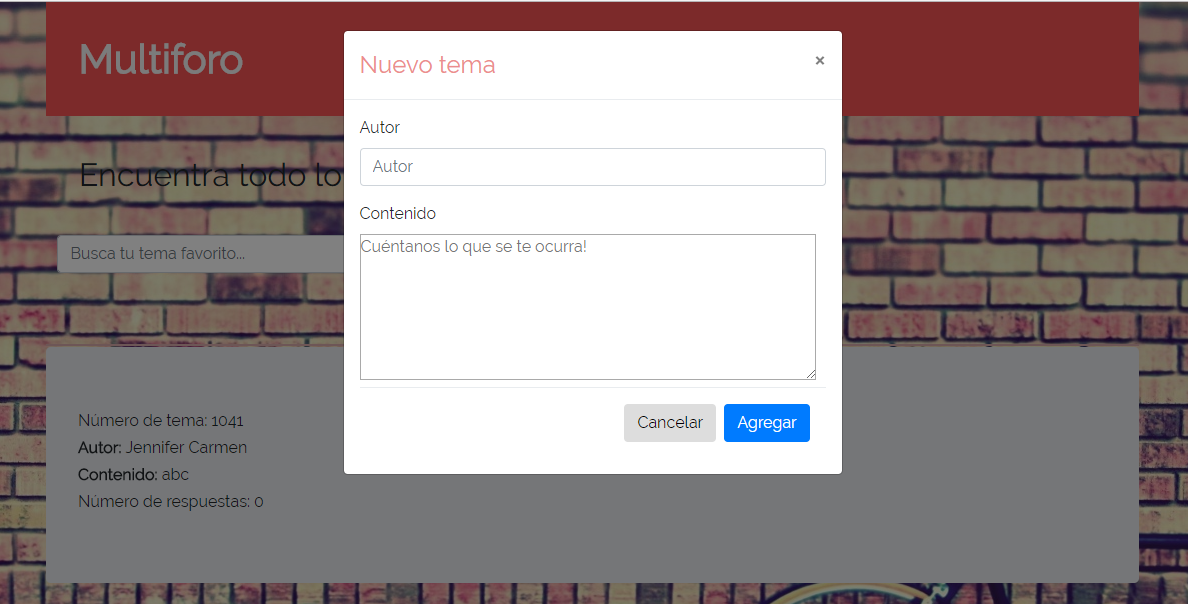 Multiforo
Nuevo tema
×
Autor
Autor
Encuentra todo lo
Contenido
Cuéntanos lo que se te ocurra!
Busca tu tema favorito...
Cancelar
Agregar
Número de tema: 1041
Autor: Jennifer Carmen
Contenido: abc
Número de respuestas: 0